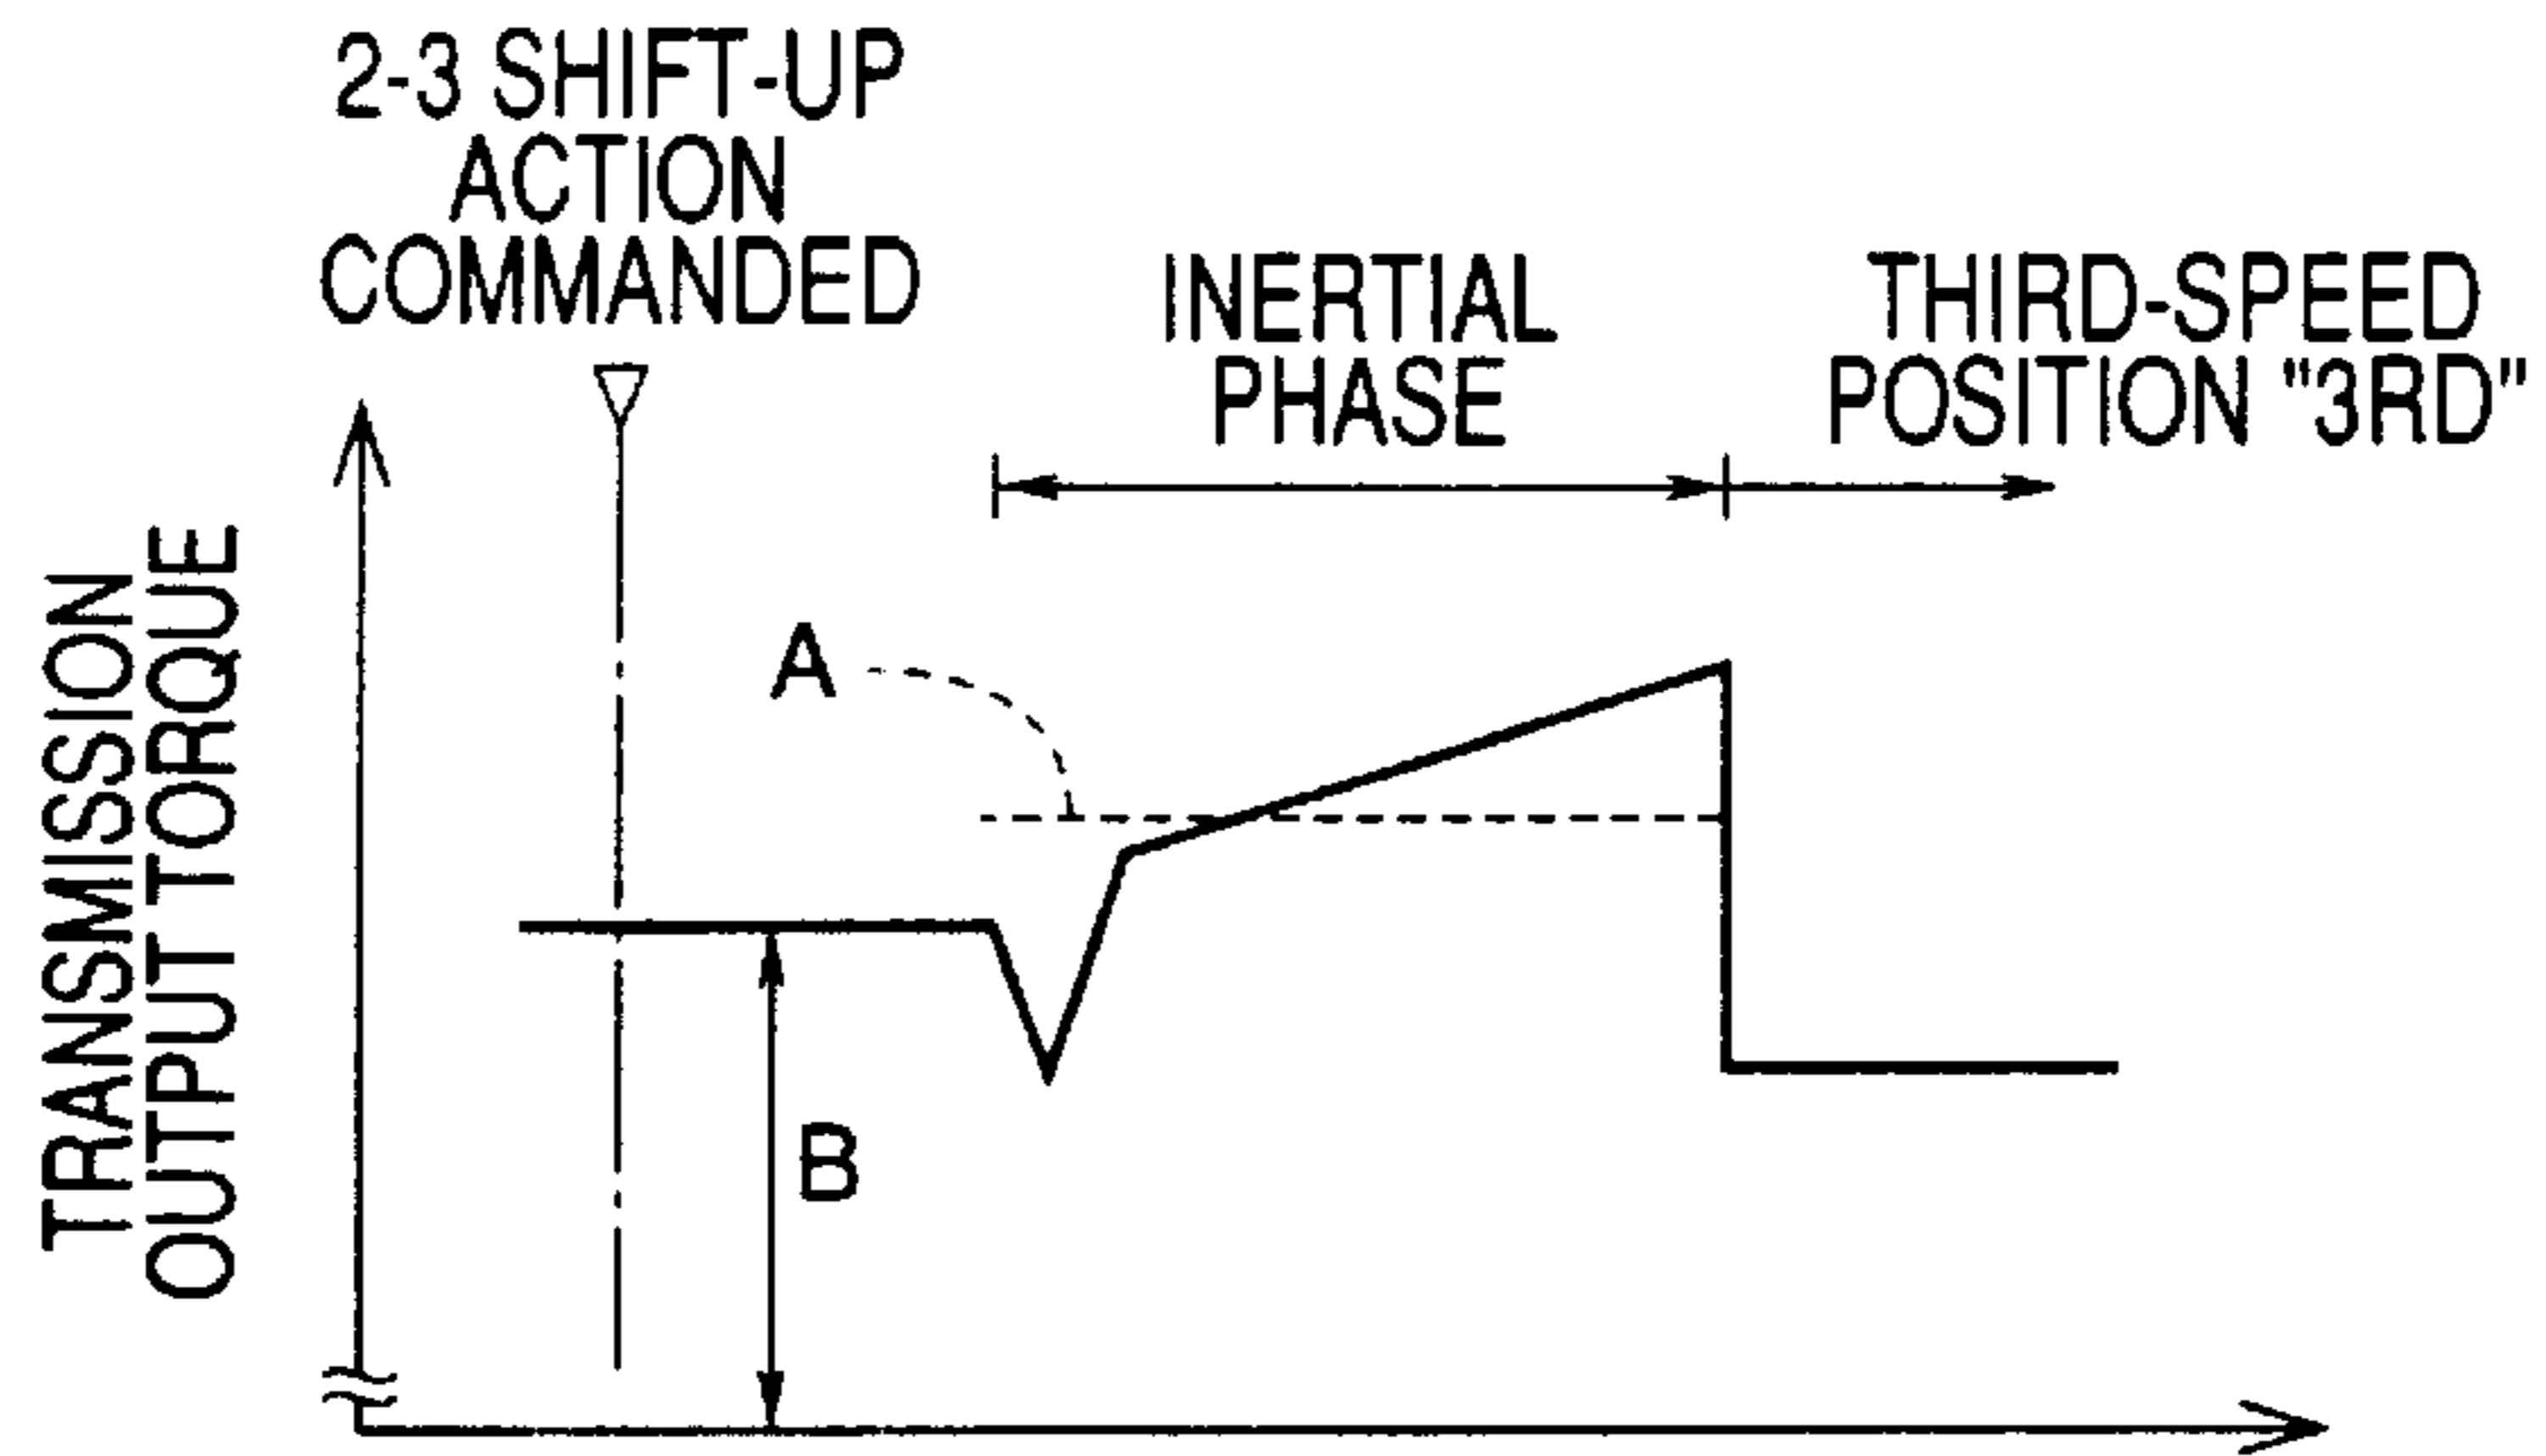 2-3 SHIFT-UP
ACTION
COMMANDED
INERTIAL
PHASE
THIRD-SPEED
POSITION "3RD"
TRANSMISSION
OUTPUT TORQUE
A
B